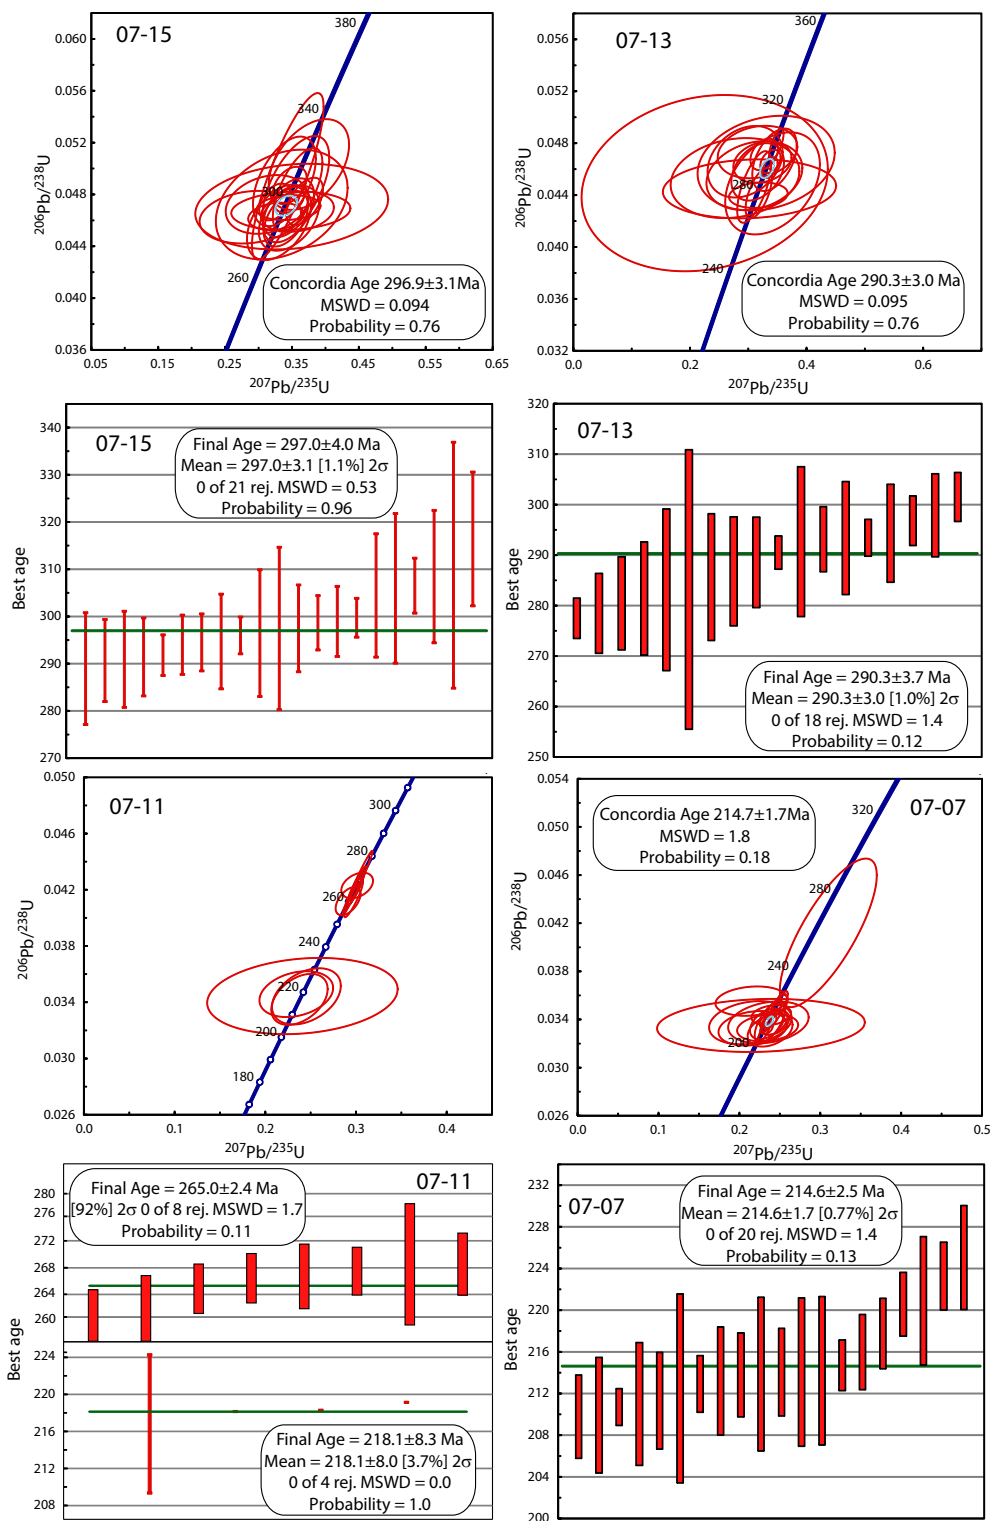 07-15
380
340
300
260
0.060
0.056
0.052
0.048
0.044
0.040
0.036
206Pb/238U
Concordia Age 296.9±3.1Ma
MSWD = 0.094
Probability = 0.76
0.05 0.15 0.25 0.35 0.45 0.55 0.65
207Pb/235U
07-13
360
320
280
240
0.056
0.052
0.048
0.044
0.040
0.036
0.032
206Pb/238U
Concordia Age 290.3±3.0 Ma
MSWD = 0.095
Probability = 0.76
0.0 0.2 0.4 0.6
207Pb/235U
07-15
Final Age = 297.0±4.0 Ma
Mean = 297.0±3.1 [1.1%] 2σ
0 of 21 rej. MSWD = 0.53
Probability = 0.96
340
330
320
310
300
290
280
270
Best age
07-13
320
310
300
290
280
270
260
250
Best age
Final Age = 290.3±3.7 Ma
Mean = 290.3±3.0 [1.0%] 2σ
0 of 18 rej. MSWD = 1.4
Probability = 0.12
07-11
300
280
260
240
220
200
180
0.050
0.046
0.042
0.038
0.034
0.030
0.026
206Pb/238U
0.0 0.1 0.2 0.3 0.4
207Pb/235U
07-07
Concordia Age 214.7±1.7Ma
MSWD = 1.8
Probability = 0.18
320
280
240
200
0.054
0.050
0.046
0.042
0.038
0.034
0.030
0.026
206Pb/238U
0.0 0.1 0.2 0.3 0.4 0.5
207Pb/235U
07-11
Final Age = 265.0±2.4 Ma
[92%] 2σ 0 of 8 rej. MSWD = 1.7
Probability = 0.11
280
276
272
268
264
260
224
220
216
212
208
Best age
Final Age = 218.1±8.3 Ma
Mean = 218.1±8.0 [3.7%] 2σ
0 of 4 rej. MSWD = 0.0
Probability = 1.0
07-07
Final Age = 214.6±2.5 Ma
Mean = 214.6±1.7 [0.77%] 2σ
0 of 20 rej. MSWD = 1.4
Probability = 0.13
232
228
224
220
216
212
208
204
200
Best age